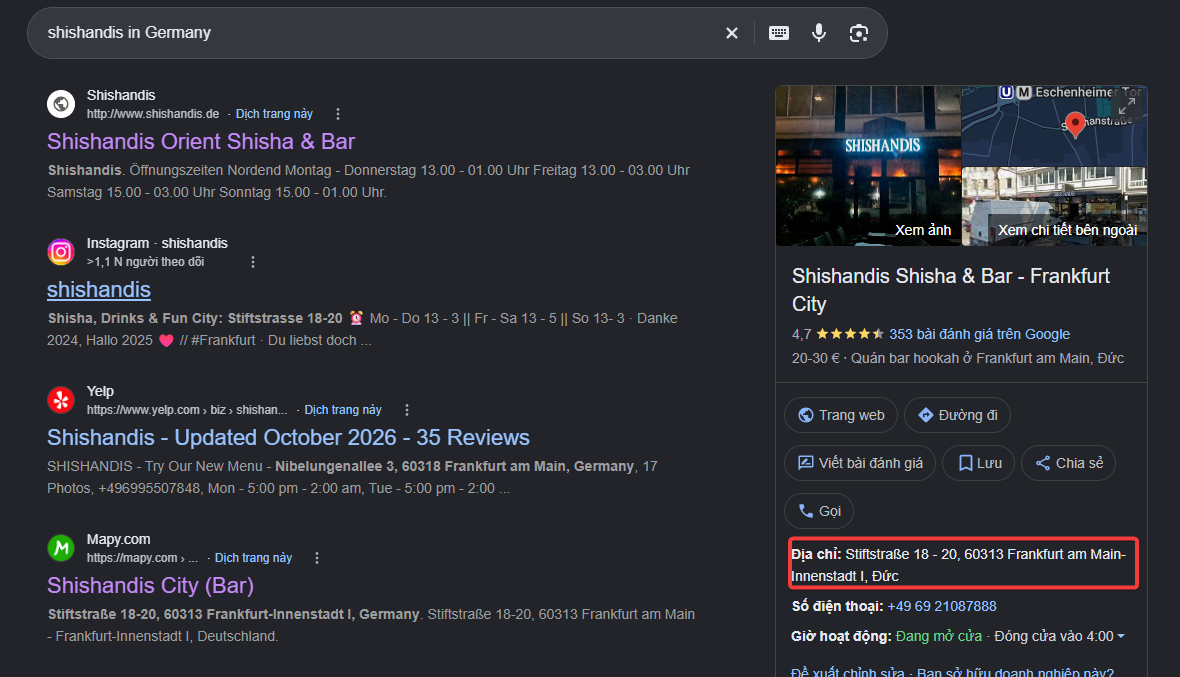 shishandis in Germany
Shishandis
http://www.shishandis.de · Dịch trang này
Shishandis Orient Shisha & Bar
Shishandis. Öffnungszeiten Nordend Montag - Donnerstag 13.00 - 01.00 Uhr Freitag 13.00 - 03.00 Uhr
Samstag 15.00 - 03.00 Uhr Sonntag 15.00 - 01.00 Uhr.
Instagram · shishandis
>1,1 N người theo dõi
shishandis
Shisha, Drinks & Fun City: Stiftstrasse 18-20 ⏰ Mo - Do 13 - 3 || Fr - Sa 13 - 5 || So 13- 3 · Danke
2024, Hallo 2025 ❤️ // #Frankfurt · Du liebst doch ...
Yelp
https://www.yelp.com › biz › shishan... · Dịch trang này
Shishandis - Updated October 2026 - 35 Reviews
SHISHANDIS - Try Our New Menu - Nibelungenallee 3, 60318 Frankfurt am Main, Germany, 17
Photos, +496995507848, Mon - 5:00 pm - 2:00 am, Tue - 5:00 pm - 2:00 ...
Mapy.com
https://mapy.com › ... · Dịch trang này
Shishandis City (Bar)
Stiftstraße 18-20, 60313 Frankfurt-Innenstadt I, Germany. Stiftstraße 18-20, 60313 Frankfurt am Main
- Frankfurt-Innenstadt I, Deutschland.
SHISHANDIS
Xem ảnh
U M Eschenheimer Tor
Xem chi tiết bên ngoài
Shishandis Shisha & Bar - Frankfurt
City
4,7 353 bài đánh giá trên Google
20-30 € · Quán bar hookah ở Frankfurt am Main, Đức
Trang web
Đường đi
Viết bài đánh giá
Lưu
Chia sẻ
Gọi
Địa chỉ: Stiftstraße 18 - 20, 60313 Frankfurt am Main-
Innenstadt I, Đức
Số điện thoại: +49 69 21087888
Giờ hoạt động: Đang mở cửa · Đóng cửa vào 4:00
Đề xuất chỉnh sửa · Bạn sở hữu doanh nghiệp này?